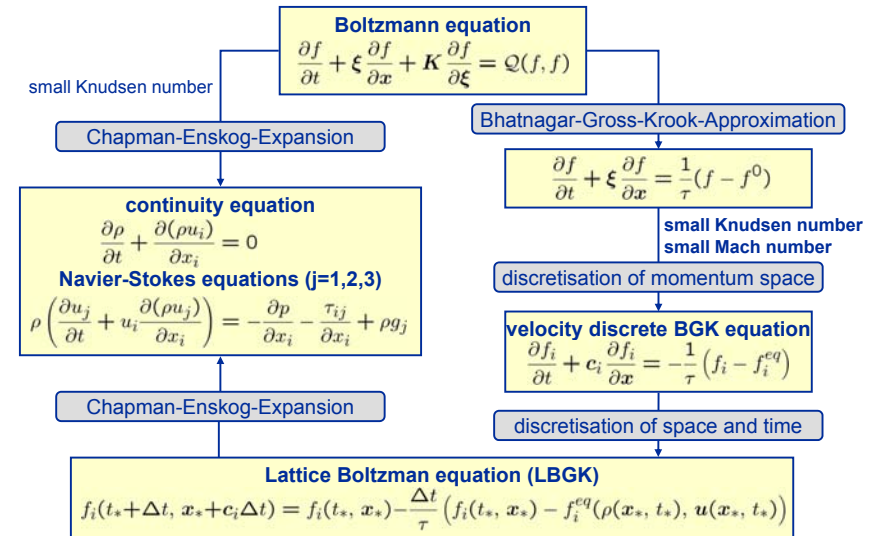 Boltzmann equation
∂f/∂t + ξ ∂f/∂x + K ∂f/∂ξ = Q(f, f)
small Knudsen number
Chapman-Enskog-Expansion
Bhatnagar-Gross-Krook-Approximation
∂f/∂t + ξ ∂f/∂x = 1/τ (f − f⁰)
small Knudsen number
small Mach number
continuity equation
∂ρ/∂t + ∂(ρu_i)/∂x_i = 0
Navier-Stokes equations (j=1,2,3)
ρ (∂u_j/∂t + u_i ∂(ρu_j)/∂x_i) = −∂p/∂x_i − τ_ij/∂x_i + ρg_j
discretisation of momentum space
velocity discrete BGK equation
∂f_i/∂t + c_i ∂f_i/∂x = −1/τ (f_i − f_i^eq)
Chapman-Enskog-Expansion
discretisation of space and time
Lattice Boltzman equation (LBGK)
f_i(t_*+Δt, x_*+c_iΔt) = f_i(t_*, x_*)−Δt/τ (f_i(t_*, x_*) − f_i^eq(ρ(x_*, t_*), u(x_*, t_*))